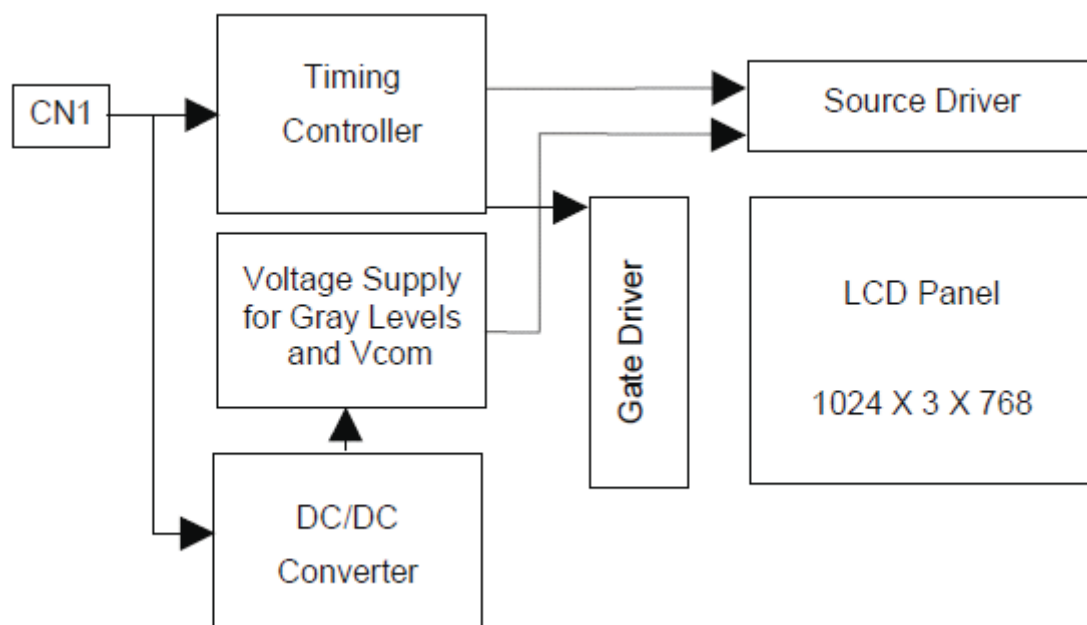 CN1
Timing
Controller
Source Driver
Voltage Supply
for Gray Levels
and Vcom
Gate Driver
LCD Panel
1024 X 3 X 768
DC/DC
Converter